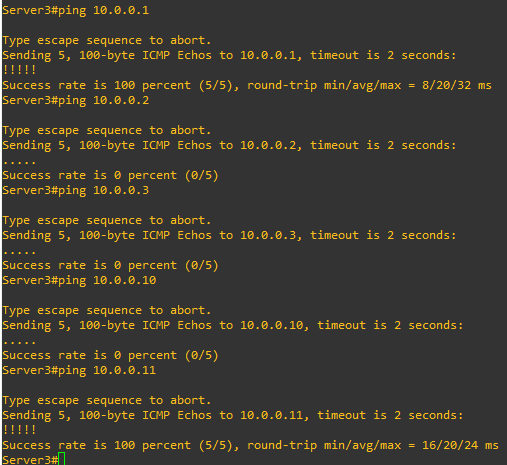 Server3#ping 10.0.0.1
Type escape sequence to abort.
Sending 5, 100-byte ICMP Echos to 10.0.0.1, timeout is 2 seconds:
!!!!!
Success rate is 100 percent (5/5), round-trip min/avg/max = 8/20/32 ms
Server3#ping 10.0.0.2
Type escape sequence to abort.
Sending 5, 100-byte ICMP Echos to 10.0.0.2, timeout is 2 seconds:
.....
Success rate is 0 percent (0/5)
Server3#ping 10.0.0.3
Type escape sequence to abort.
Sending 5, 100-byte ICMP Echos to 10.0.0.3, timeout is 2 seconds:
.....
Success rate is 0 percent (0/5)
Server3#ping 10.0.0.10
Type escape sequence to abort.
Sending 5, 100-byte ICMP Echos to 10.0.0.10, timeout is 2 seconds:
.....
Success rate is 0 percent (0/5)
Server3#ping 10.0.0.11
Type escape sequence to abort.
Sending 5, 100-byte ICMP Echos to 10.0.0.11, timeout is 2 seconds:
!!!!!
Success rate is 100 percent (5/5), round-trip min/avg/max = 16/20/24 ms
Server3#